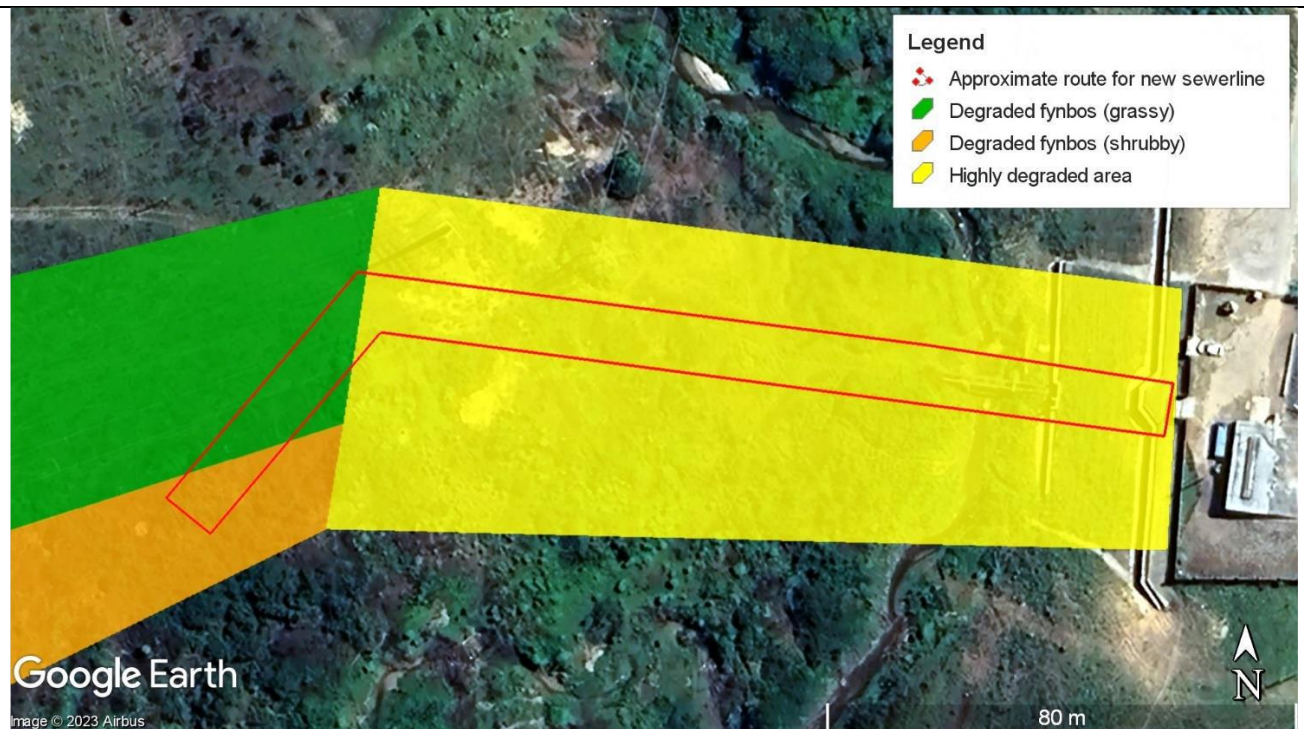 Legend
Approximate route for new sewerline
Degraded fynbos (grassy)
Degraded fynbos (shrubby)
Highly degraded area
Google Earth
N
Image © 2023 Airbus
80 m